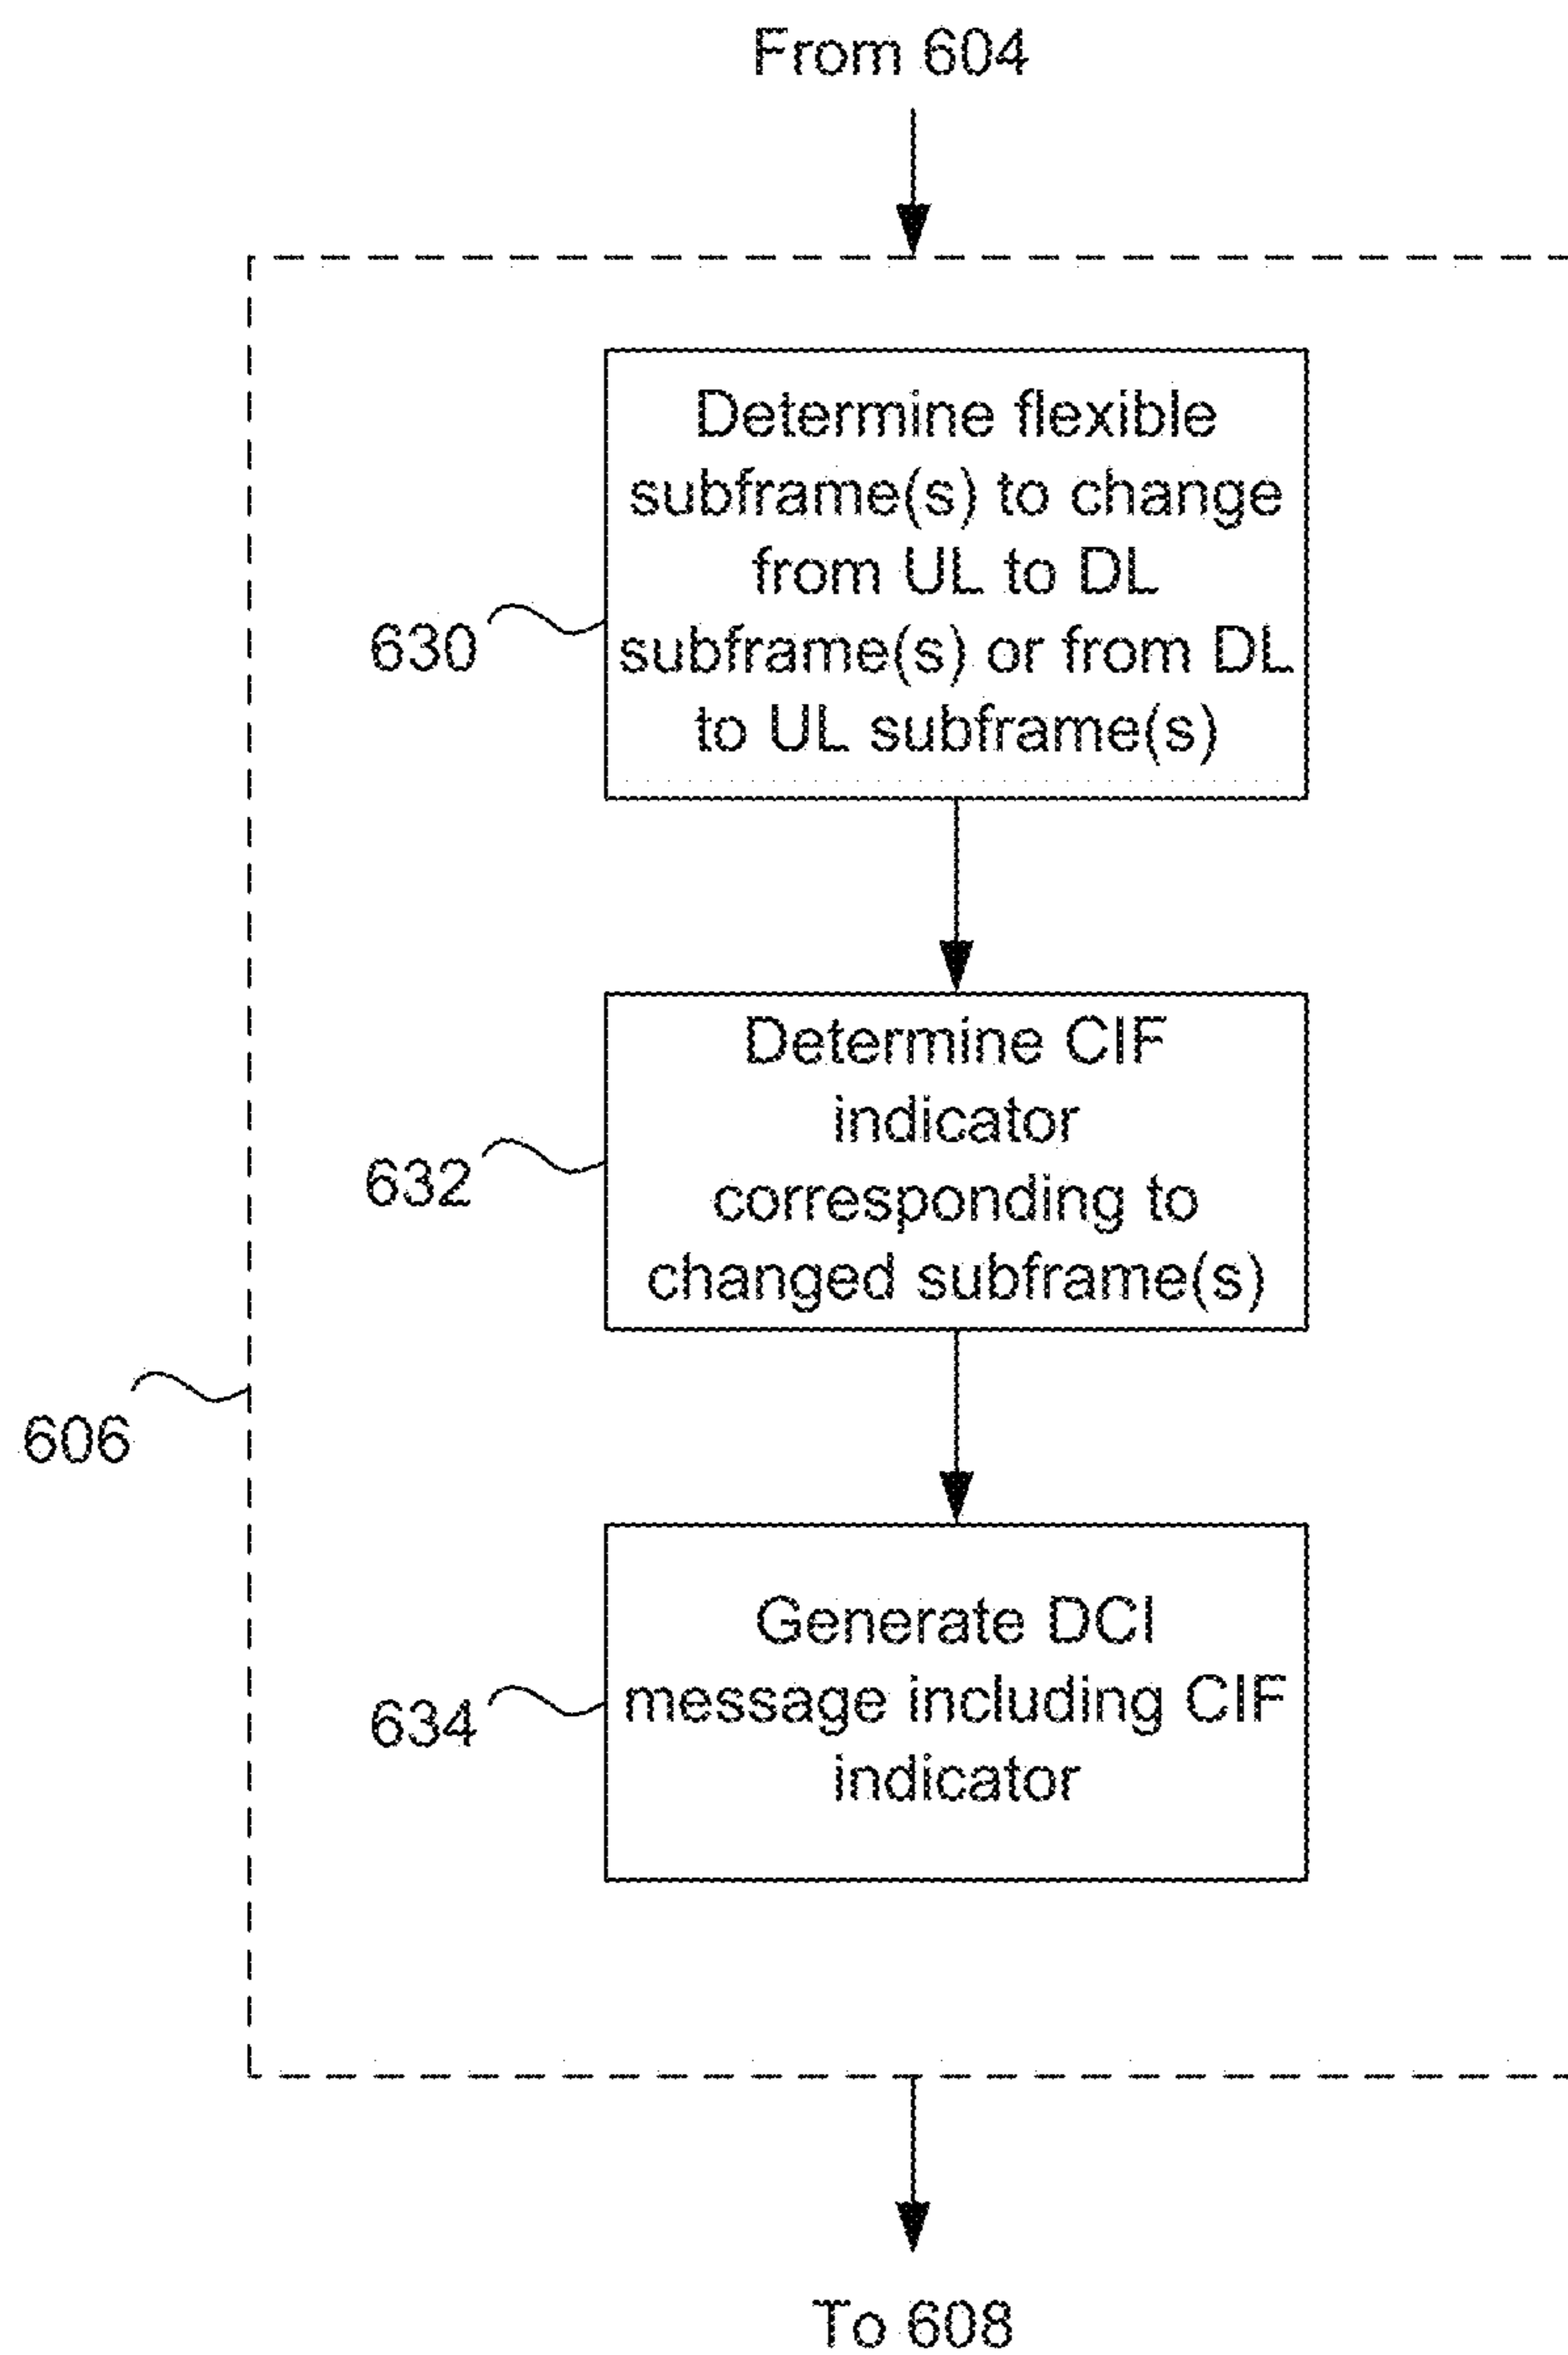 From 604
Determine flexible
subframe(s) to change
from UL to DL
630
subframe(s) or from DL
to UL subframe(s)
Determine CIF
indicator
632
corresponding to
changed subframe(s)
606
Generate DCI
634
message including CIF
indicator
To 608